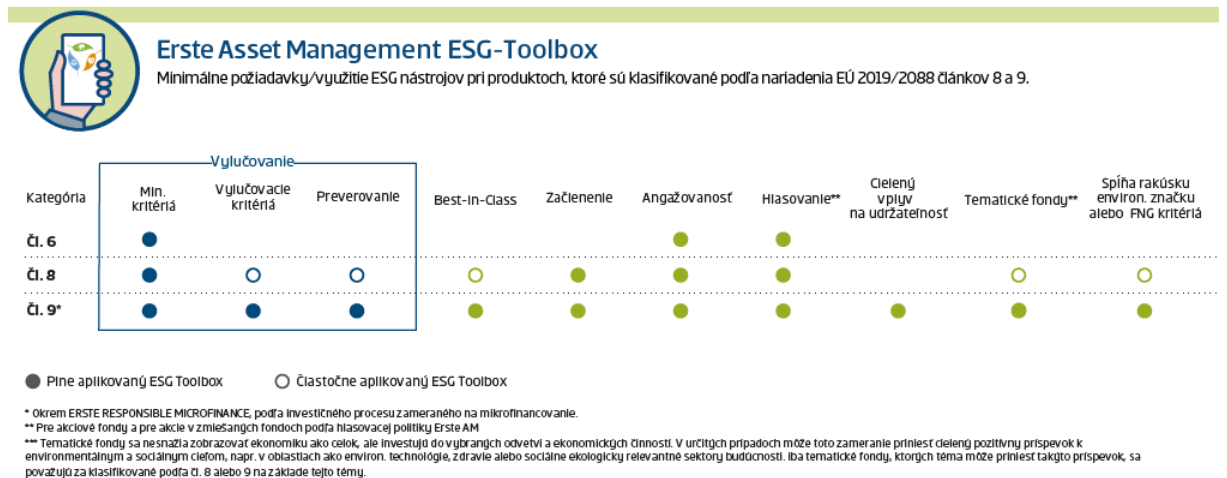 Erste Asset Management ESG-Toolbox
Minimálne požiadavky/využitie ESG nástrojov pri produktoch, ktoré sú klasifikované podľa nariadenia EÚ 2019/2088 článkov 8 a 9.
Vylučovanie
Kategória
Min.
kritériá
Vylučovacie
kritériá
Preverovanie
Best-in-Class
Začlenenie
Angažovanosť
Hlasovanie**
Cielený
vplyv
na udržateľnosť
Tematické fondy**
Spĺňa rakúsku
environ. značku
alebo FNG kritériá
Čl. 6
Čl. 8
Čl. 9*
Plne aplikovaný ESG Toolbox
Čiastočne aplikovaný ESG Toolbox
* Okrem ERSTE RESPONSIBLE MICROFINANCE, podľa investičného procesu zameraného na mikrofinancovanie.
** Pre akciové fondy a pre akcie v zmiešaných fondoch podľa hlasovacej politiky Erste AM
*** Tematické fondy sa nesnažia zobrazovať ekonomiku ako celok, ale investujú do vybraných odvetví a ekonomických činností. V určitých prípadoch môže toto zameranie priniesť cielený pozitívny príspevok k
environmentálnym a sociálnym cieľom, napr. v oblastiach ako environ. technológie, zdravie alebo sociálne ekologicky relevantné sektory budúcnosti. Iba tematické fondy, ktorých téma môže priniesť takýto príspevok, sa
považujú za klasifikované podľa čl. 8 alebo 9 na základe tejto témy.